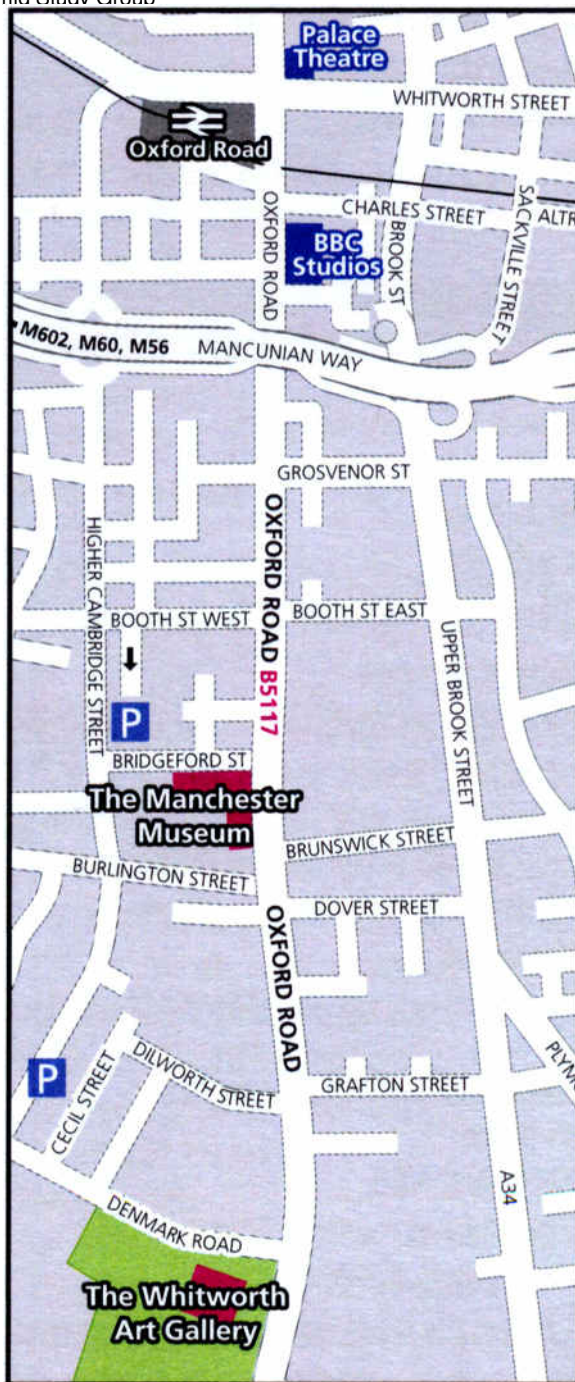 Study Group
Palace
Theatre
WHITWORTH STREET
Oxford Road
OXFORD ROAD
CHARLES STREET
SACKVILLE STREET
BBC
Studios
BROOK ST
M602, M60, M56
MANCUNIAN WAY
GROSVENOR ST
HIGHER CAMBRIDGE STREET
OXFORD ROAD B5117
BOOTH ST WEST
BOOTH ST EAST
UPPER BROOK STREET
P
BRIDGEFORD ST
The Manchester
Museum
BRUNSWICK STREET
BURLINGTON STREET
DOVER STREET
OXFORD ROAD
P
CECIL STREET
DILWORTH STREET
GRAFTON STREET
A34
DENMARK ROAD
The Whitworth
Art Gallery